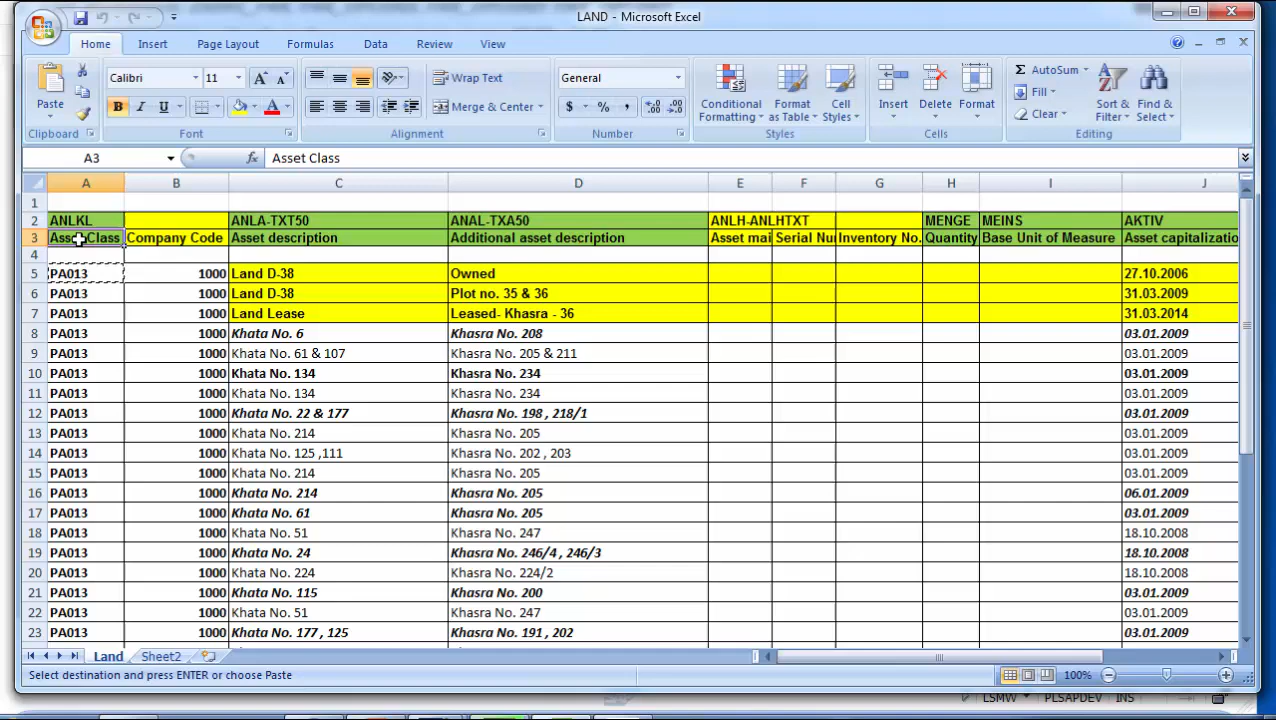 LAND - Microsoft Excel
Home Insert Page Layout Formulas Data Review View
Paste
Clipboard
Calibri 11 A A
B I U A
Font
Wrap Text
Merge & Center
Alignment
General
$ % ,
Number
Conditional Formatting
Format as Table
Cell Styles
Styles
Insert Delete Format
Cells
Σ AutoSum
Fill
Clear
Sort & Filter
Find & Select
Editing
A3 fx Asset Class
A B C D E F G H I J
1
2 ANLKL ANLA-TXT50 ANAL-TXA50 ANLH-ANLHTXT MENGE MEINS AKTIV
3 Asset Class Company Code Asset description Additional asset description Asset mai Serial Nu Inventory No. Quantity Base Unit of Measure Asset capitalizatio
4
5 PA013 1000 Land D-38 Owned 27.10.2006
6 PA013 1000 Land D-38 Plot no. 35 & 36 31.03.2009
7 PA013 1000 Land Lease Leased- Khasra - 36 31.03.2014
8 PA013 1000 Khata No. 6 Khasra No. 208 03.01.2009
9 PA013 1000 Khata No. 61 & 107 Khasra No. 205 & 211 03.01.2009
10 PA013 1000 Khata No. 134 Khasra No. 234 03.01.2009
11 PA013 1000 Khata No. 134 Khasra No. 234 03.01.2009
12 PA013 1000 Khata No. 22 & 177 Khasra No. 198 , 218/1 03.01.2009
13 PA013 1000 Khata No. 214 Khasra No. 205 03.01.2009
14 PA013 1000 Khata No. 125 ,111 Khasra No. 202 , 203 03.01.2009
15 PA013 1000 Khata No. 214 Khasra No. 205 03.01.2009
16 PA013 1000 Khata No. 214 Khasra No. 205 06.01.2009
17 PA013 1000 Khata No. 61 Khasra No. 205 03.01.2009
18 PA013 1000 Khata No. 51 Khasra No. 247 18.10.2008
19 PA013 1000 Khata No. 24 Khasra No. 246/4 , 246/3 18.10.2008
20 PA013 1000 Khata No. 224 Khasra No. 224/2 18.10.2008
21 PA013 1000 Khata No. 115 Khasra No. 200 03.01.2009
22 PA013 1000 Khata No. 51 Khasra No. 247 03.01.2009
23 PA013 1000 Khata No. 177 , 125 Khasra No. 191 , 202 03.01.2009
Land Sheet2
Select destination and press ENTER or choose Paste 100%
LSMW PLSAPDEV INS